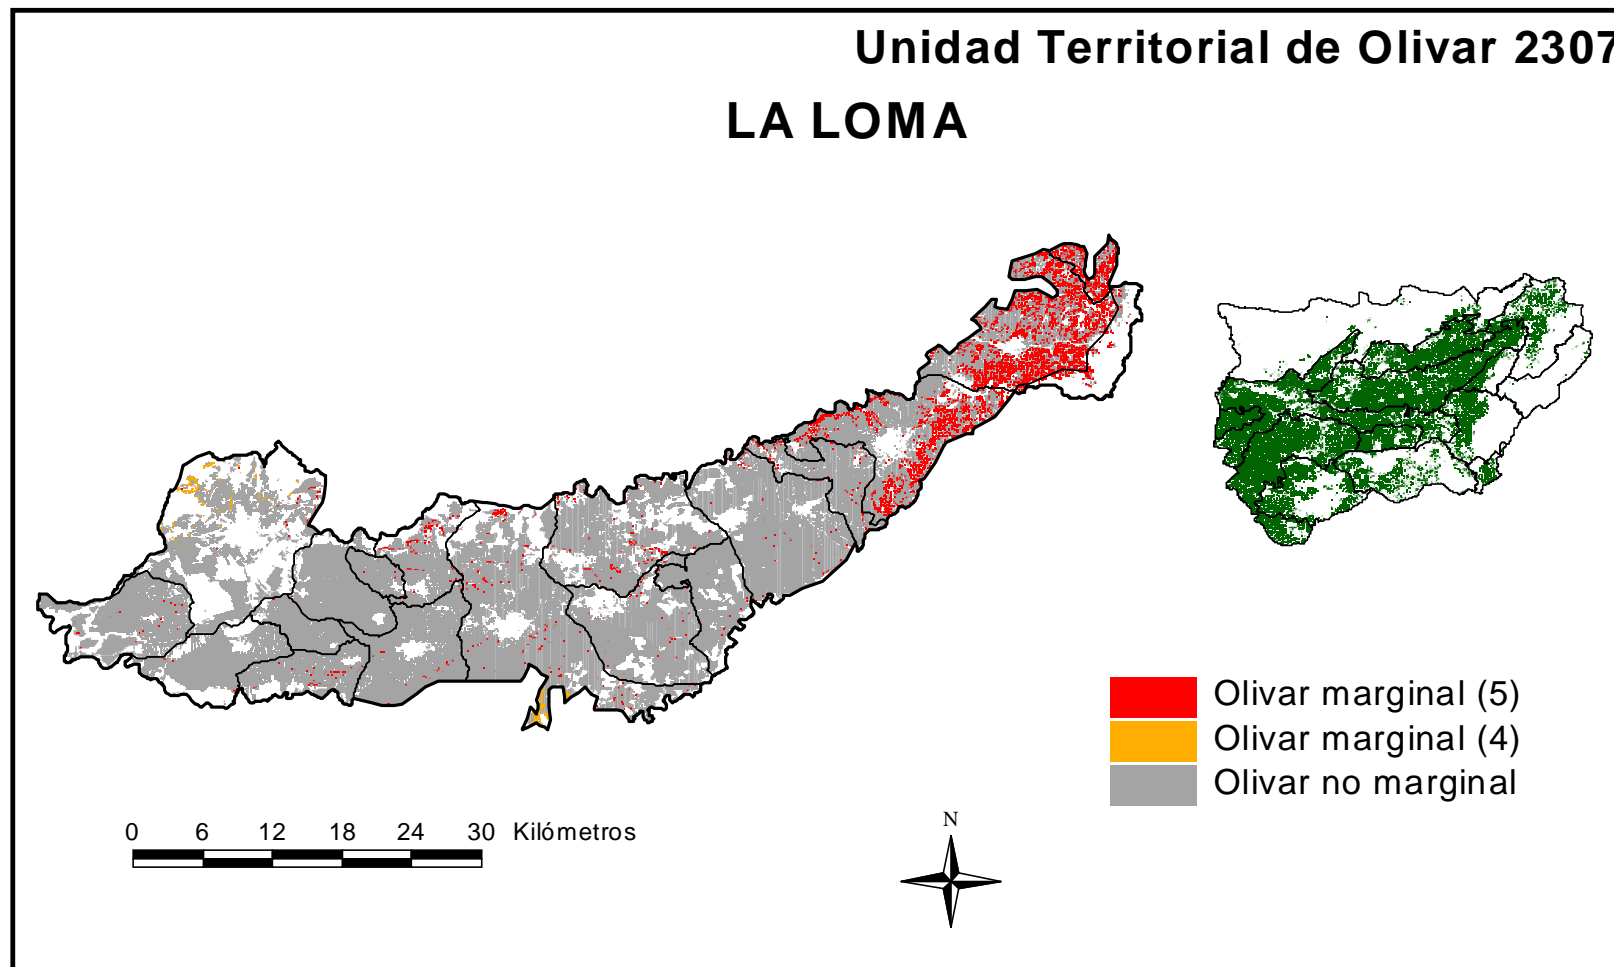 Unidad Territorial de Olivar 2307
LA LOMA
Olivar marginal (5)
Olivar marginal (4)
Olivar no marginal
0 6 12 18 24 30 Kilómetros
N